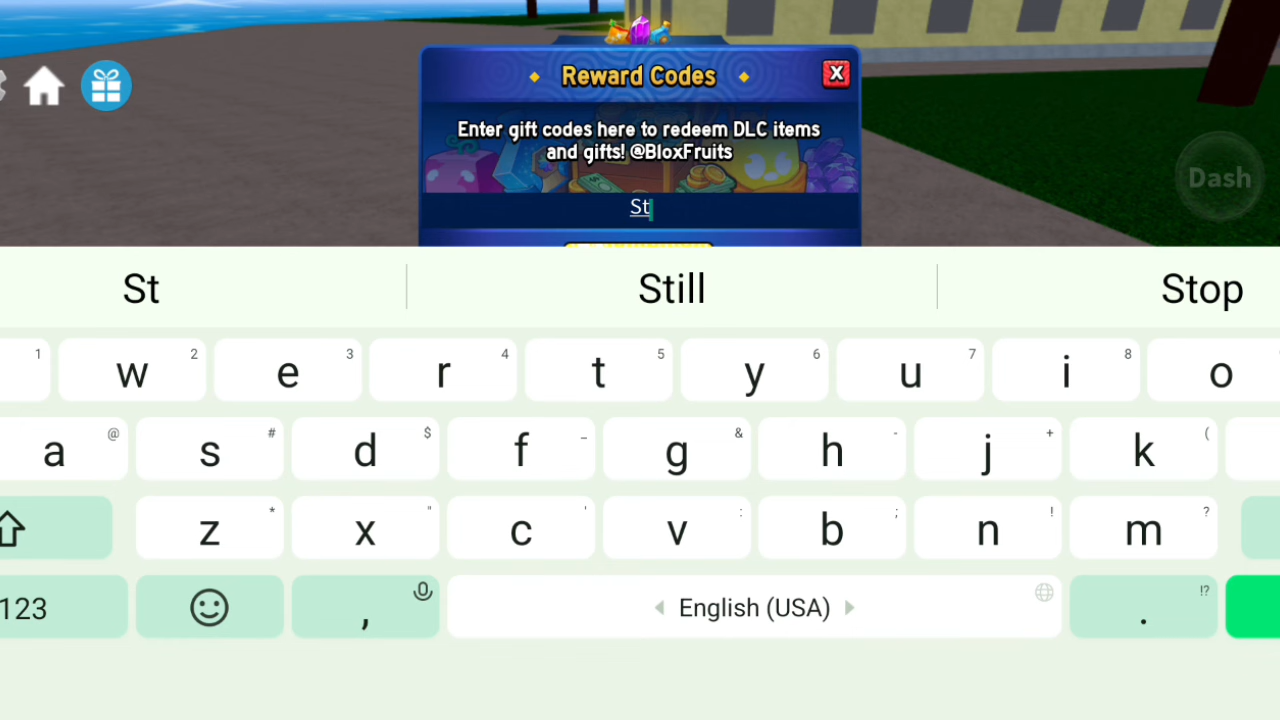 Reward Codes
X
Enter gift codes here to redeem DLC items
and gifts! @BloxFruits
St
Dash
St Still Stop
1 2 3 4 5 6 7 8
w e r t y u i o
@ # $ _ & - + (
a s d f g h j k
* " ' : ; ! ?
z x c v b n m
123 , English (USA) . !?